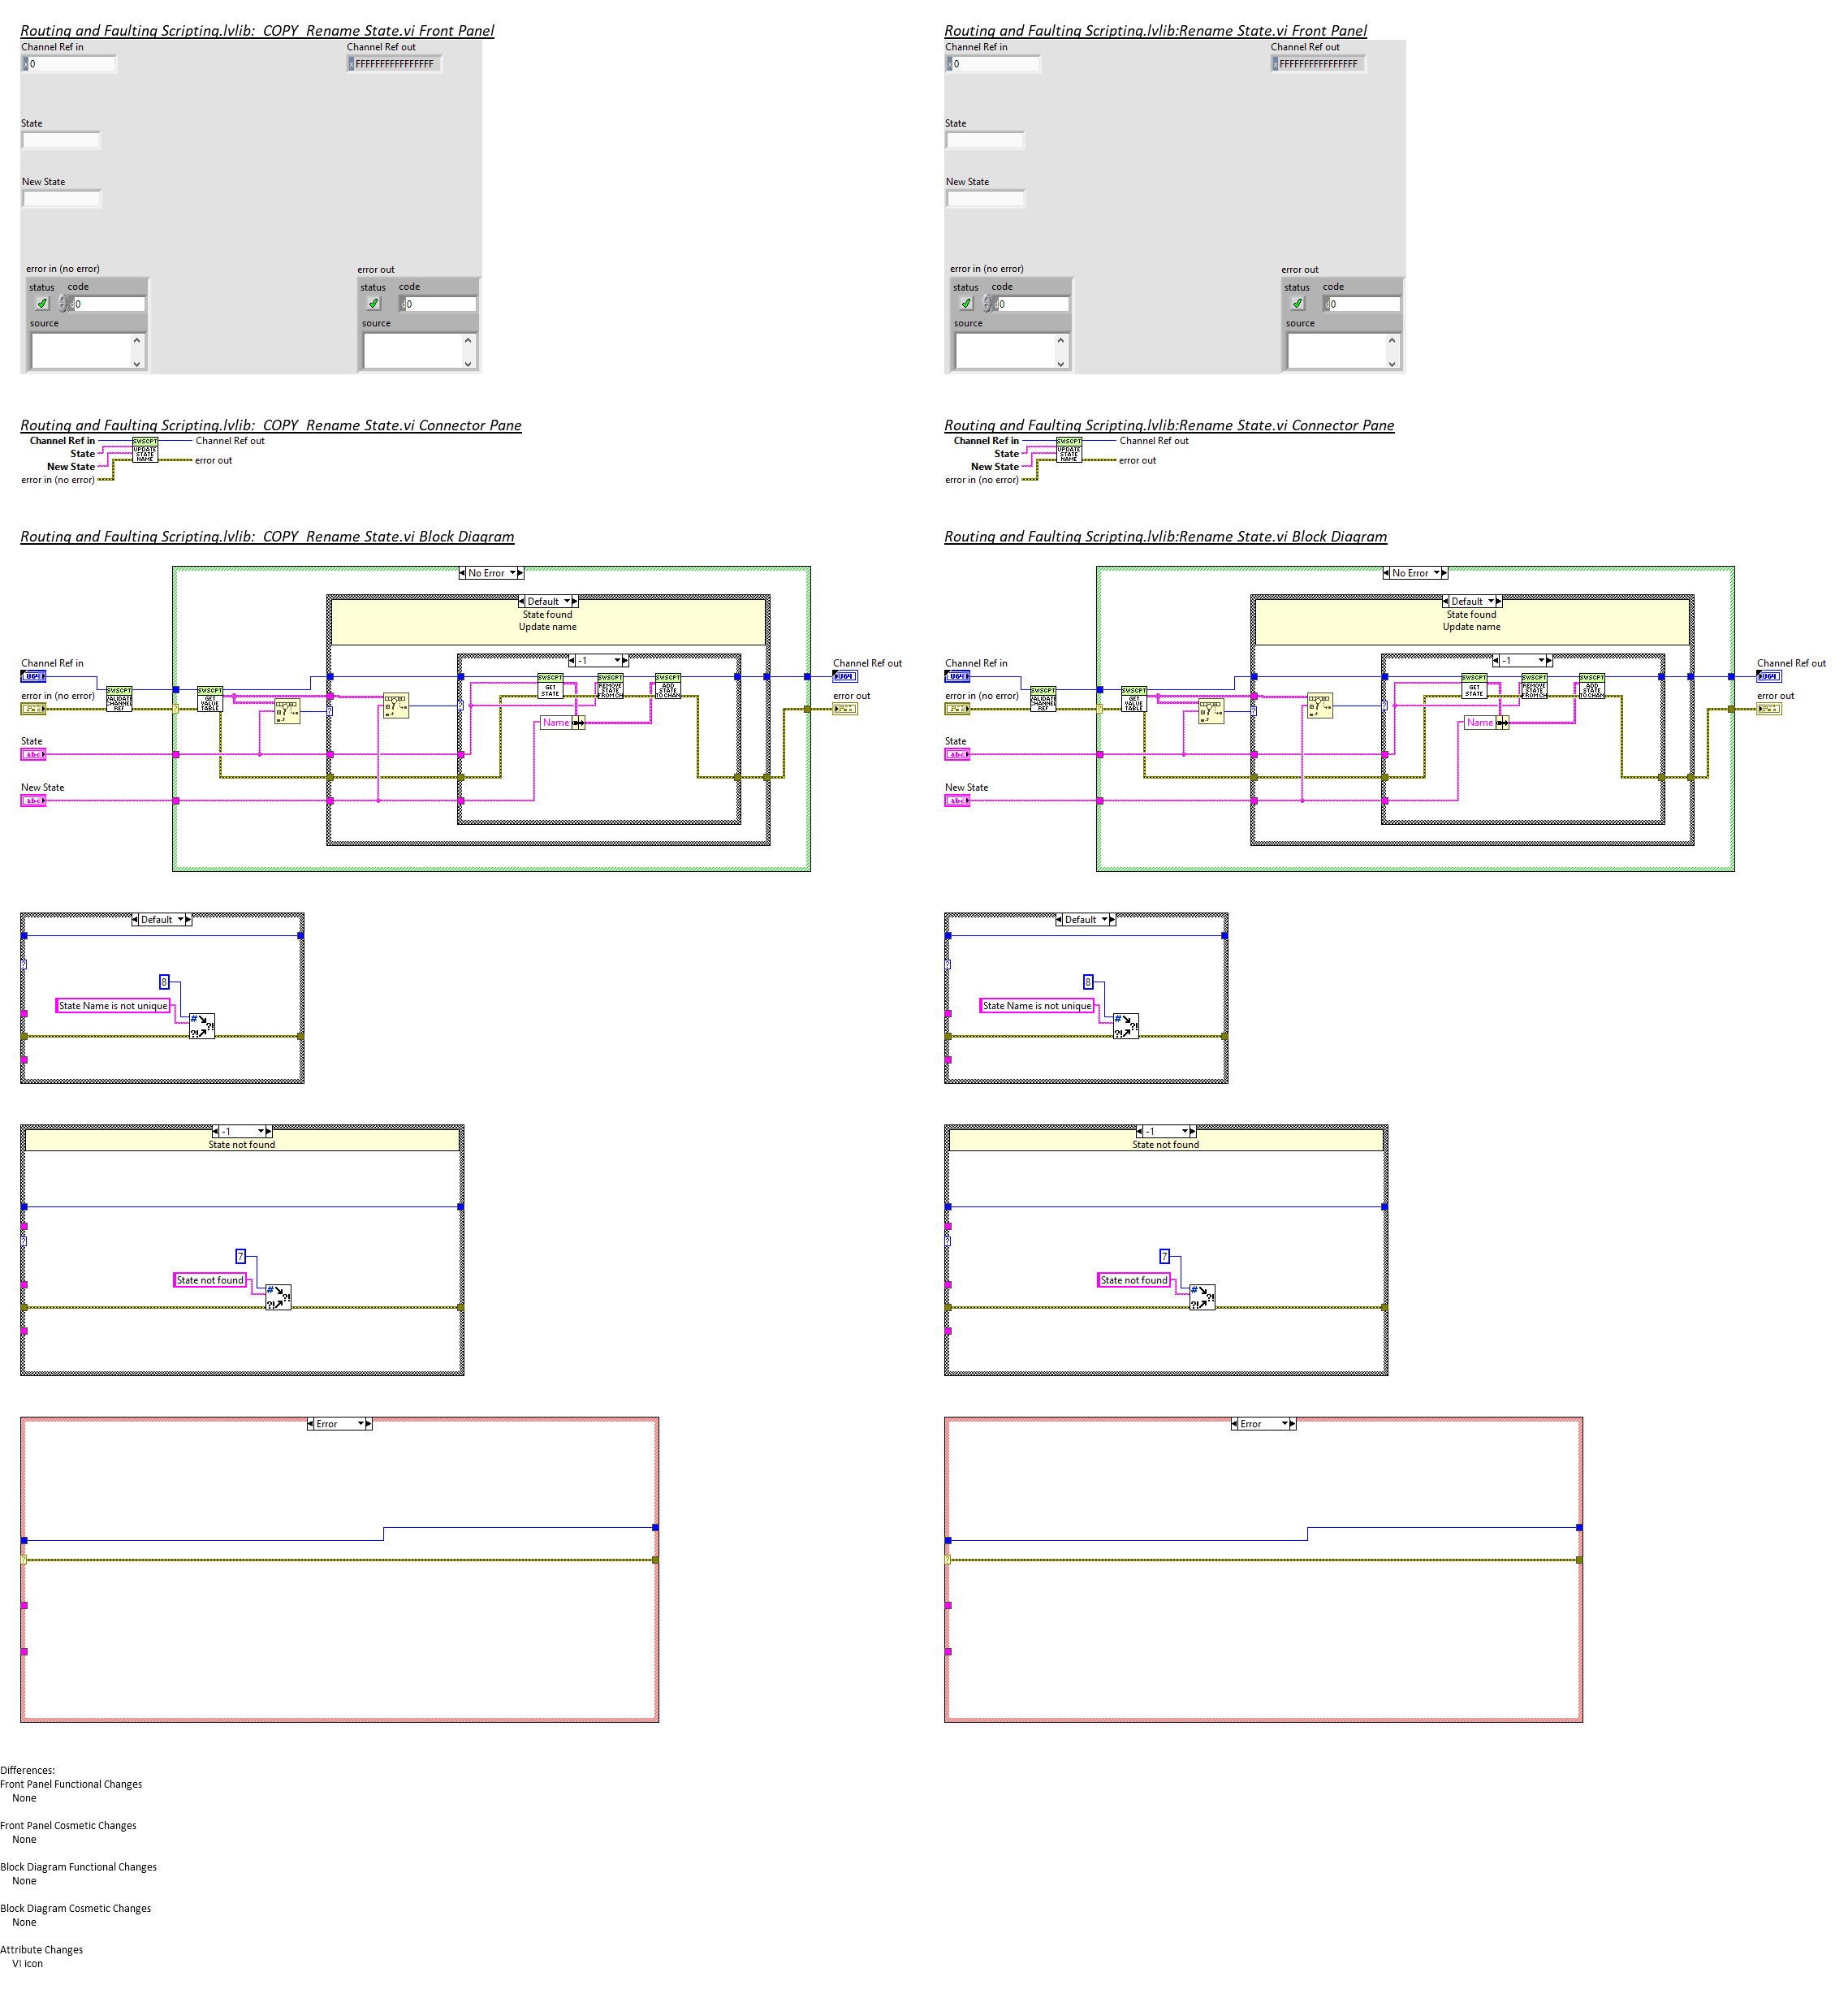 Routing and Faulting Scripting.lvlib:_COPY_Rename State.vi Front Panel
Channel Ref in
Channel Ref out
x 0
x FFFFFFFFFFFFFFFF
State
New State
error in (no error)
error out
status code
status code
d 0
d 0
source
source
Routing and Faulting Scripting.lvlib:_COPY_Rename State.vi Connector Pane
Channel Ref in
SWSCPT
Channel Ref out
State
UPDATE
STATE
NAME
New State
error out
error in (no error)
Routing and Faulting Scripting.lvlib:_COPY_Rename State.vi Block Diagram
No Error
Default
State found
Update name
Channel Ref in
-1
Channel Ref out
U64
SWSCPT
GET
STATE
SWSCPT
REMOVE
STATE
FROM CH
SWSCPT
ADD
STATE
TO CHAN
U64
error in (no error)
SWSCPT
VALIDATE
CHANNEL
REF
SWSCPT
GET
VALUE
TABLE
error out
Name
State
abc
New State
abc
Default
8
State Name is not unique
-1
State not found
7
State not found
Error
Routing and Faulting Scripting.lvlib:Rename State.vi Front Panel
Channel Ref in
Channel Ref out
x 0
x FFFFFFFFFFFFFFFF
State
New State
error in (no error)
error out
status code
status code
d 0
d 0
source
source
Routing and Faulting Scripting.lvlib:Rename State.vi Connector Pane
Channel Ref in
SWSCPT
Channel Ref out
State
UPDATE
STATE
NAME
New State
error out
error in (no error)
Routing and Faulting Scripting.lvlib:Rename State.vi Block Diagram
No Error
Default
State found
Update name
Channel Ref in
-1
Channel Ref out
U64
SWSCPT
GET
STATE
SWSCPT
REMOVE
STATE
FROM CH
SWSCPT
ADD
STATE
TO CHAN
U64
error in (no error)
SWSCPT
VALIDATE
CHANNEL
REF
SWSCPT
GET
VALUE
TABLE
error out
Name
State
abc
New State
abc
Default
8
State Name is not unique
-1
State not found
7
State not found
Error
Differences:
Front Panel Functional Changes
None
Front Panel Cosmetic Changes
None
Block Diagram Functional Changes
None
Block Diagram Cosmetic Changes
None
Attribute Changes
VI icon